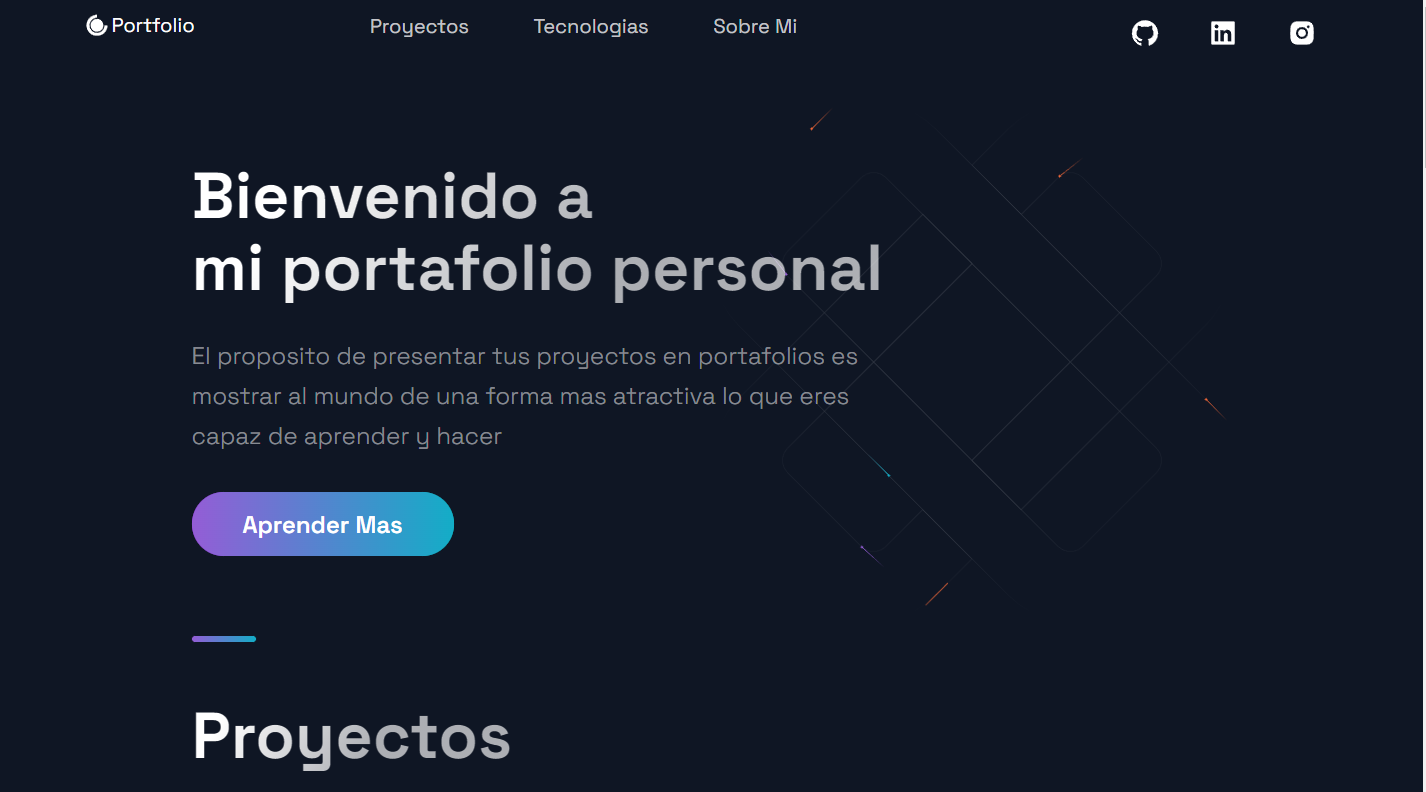 Portfolio
Proyectos
Tecnologias
Sobre Mi
Bienvenido a
mi portafolio personal
El proposito de presentar tus proyectos en portafolios es
mostrar al mundo de una forma mas atractiva lo que eres
capaz de aprender y hacer
Aprender Mas
Proyectos